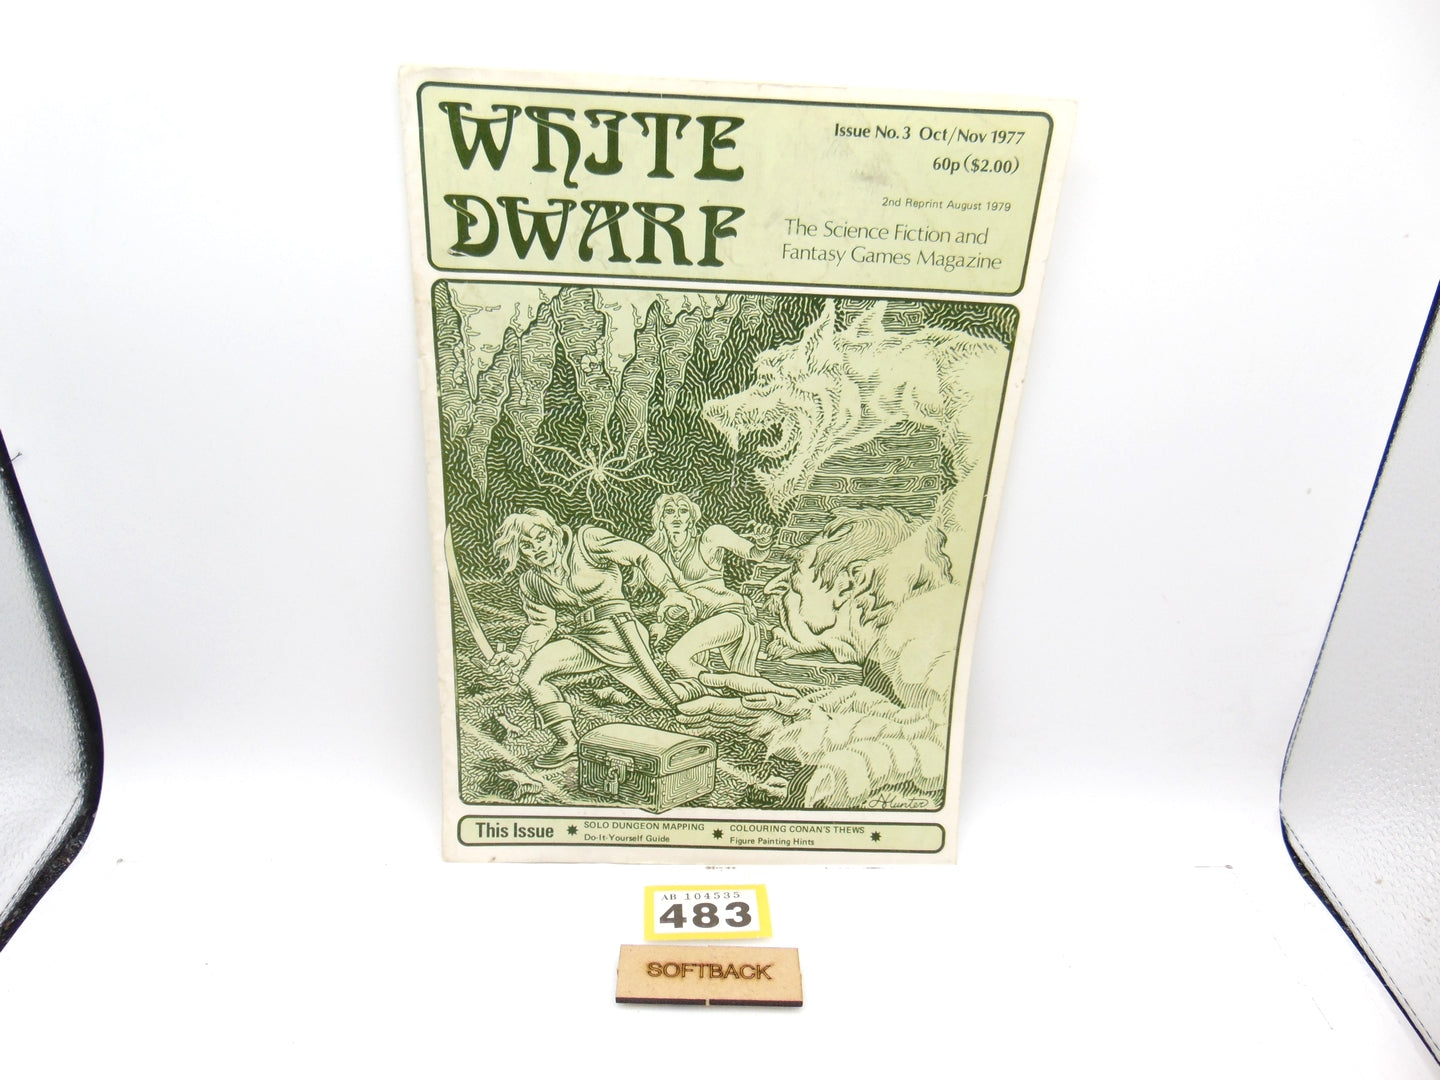 WHITE
DWARF
Issue No.3 Oct/Nov 1977
60p ($2.00)
2nd Reprint August 1979
The Science Fiction and
Fantasy Games Magazine
AHunter
This Issue
SOLO DUNGEON MAPPING
Do-It-Yourself Guide
COLOURING CONAN'S THEWS
Figure Painting Hints
AB 104535
483
SOFTBACK